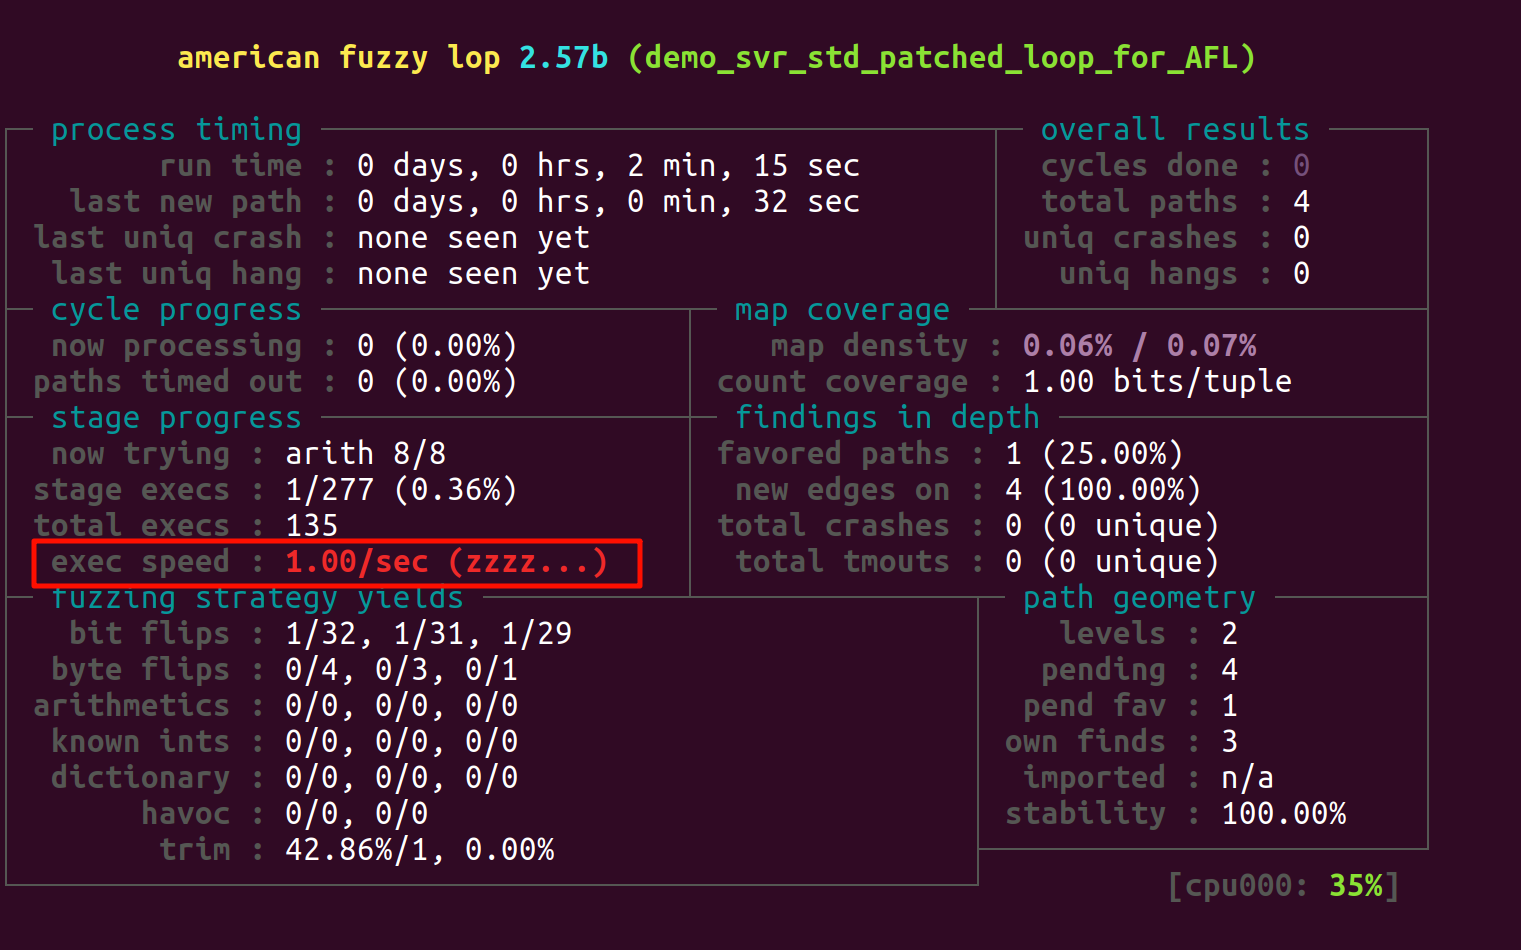 american fuzzy lop 2.57b (demo_svr_std_patched_loop_for_AFL)
process timing
run time : 0 days, 0 hrs, 2 min, 15 sec
last new path : 0 days, 0 hrs, 0 min, 32 sec
last uniq crash : none seen yet
last uniq hang : none seen yet
overall results
cycles done : 0
total paths : 4
uniq crashes : 0
uniq hangs : 0
cycle progress
now processing : 0 (0.00%)
paths timed out : 0 (0.00%)
map coverage
map density : 0.06% / 0.07%
count coverage : 1.00 bits/tuple
stage progress
now trying : arith 8/8
stage execs : 1/277 (0.36%)
total execs : 135
exec speed : 1.00/sec (zzzz...)
findings in depth
favored paths : 1 (25.00%)
new edges on : 4 (100.00%)
total crashes : 0 (0 unique)
total tmouts : 0 (0 unique)
fuzzing strategy yields
bit flips : 1/32, 1/31, 1/29
byte flips : 0/4, 0/3, 0/1
arithmetics : 0/0, 0/0, 0/0
known ints : 0/0, 0/0, 0/0
dictionary : 0/0, 0/0, 0/0
havoc : 0/0, 0/0
trim : 42.86%/1, 0.00%
path geometry
levels : 2
pending : 4
pend fav : 1
own finds : 3
imported : n/a
stability : 100.00%
[cpu000: 35%]